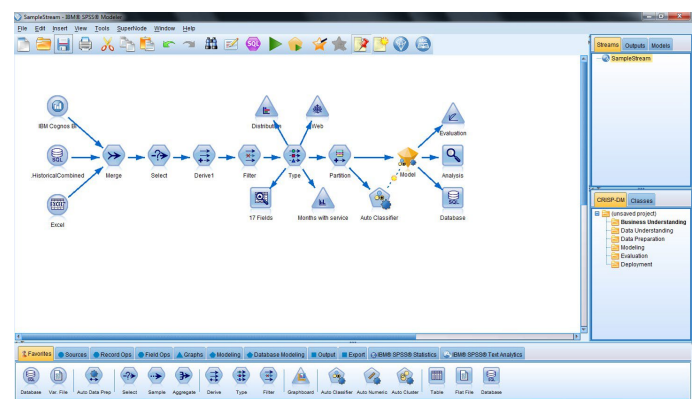 SampleStream - IBM® SPSS® Modeler
File Edit Insert View Tools SuperNode Window Help
SQL
Streams Outputs Models
SampleStream
IBM Cognos BI
Distribution
Web
Evaluation
SQL
HistoricalCombined
Merge
Select
Derive1
Filter
Type
Partition
Model
Analysis
Excel
17 Fields
Months with service
Auto Classifier
SQL
Database
CRISP-DM Classes
(unsaved project)
Business Understanding
Data Understanding
Data Preparation
Modeling
Evaluation
Deployment
Favorites Sources Record Ops Field Ops Graphs Modeling Database Modeling Output Export IBM® SPSS® Statistics IBM® SPSS® Text Analytics
Database Var. File Auto Data Prep Select Sample Aggregate Derive Type Filter Graphboard Auto Classifier Auto Numeric Auto Cluster Table Flat File Database